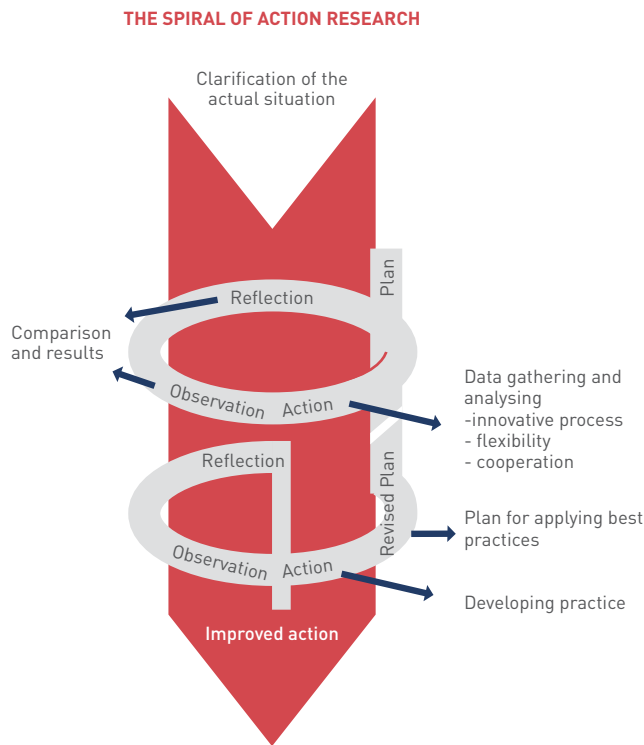 THE SPIRAL OF ACTION RESEARCH
Clarification of the
actual situation
Plan
Reflection
Comparison
and results
Observation
Action
Data gathering and
analysing
-innovative process
- flexibility
- cooperation
Reflection
Revised Plan
Plan for applying best
practices
Observation
Action
Developing practice
Improved action